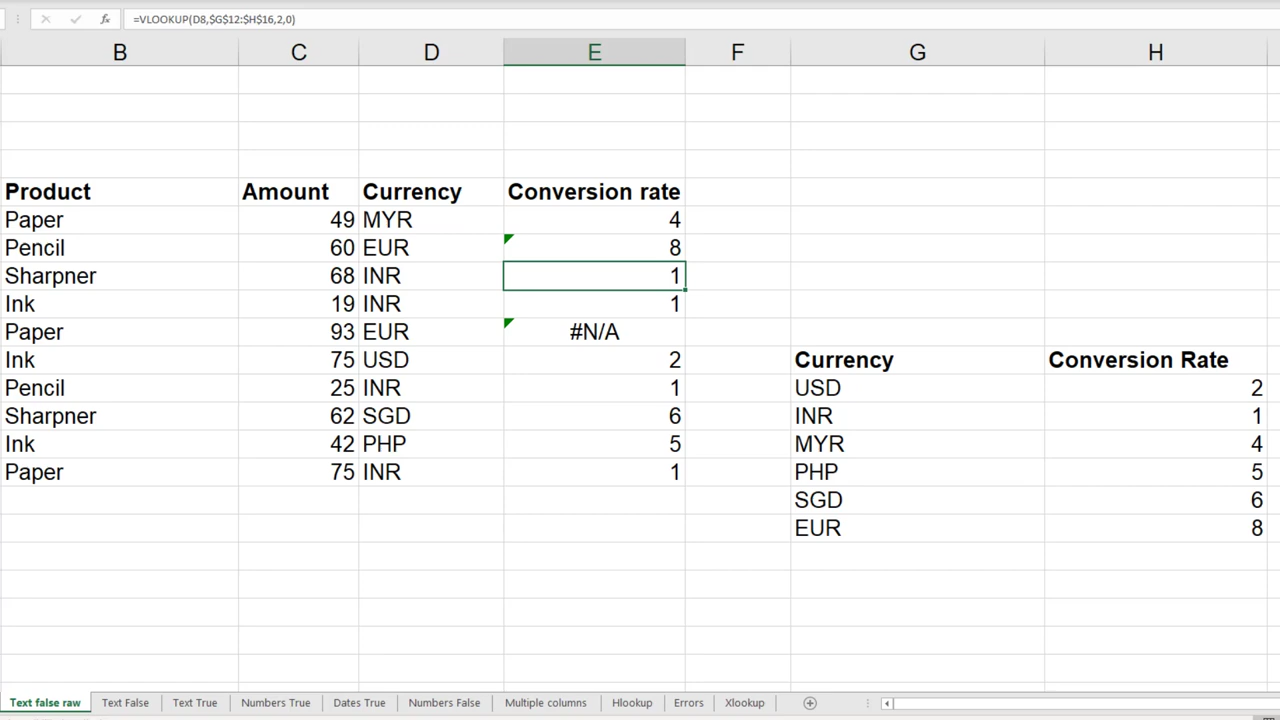 =VLOOKUP(D8,$G$12:$H$16,2,0)
B C D E F G H
Product Amount Currency Conversion rate
Paper 49 MYR 4
Pencil 60 EUR 8
Sharpner 68 INR 1
Ink 19 INR 1
Paper 93 EUR #N/A
Ink 75 USD 2 Currency Conversion Rate
Pencil 25 INR 1 USD 2
Sharpner 62 SGD 6 INR 1
Ink 42 PHP 5 MYR 4
Paper 75 INR 1 PHP 5
SGD 6
EUR 8
Text false raw Text False Text True Numbers True Dates True Numbers False Multiple columns Hlookup Errors Xlookup